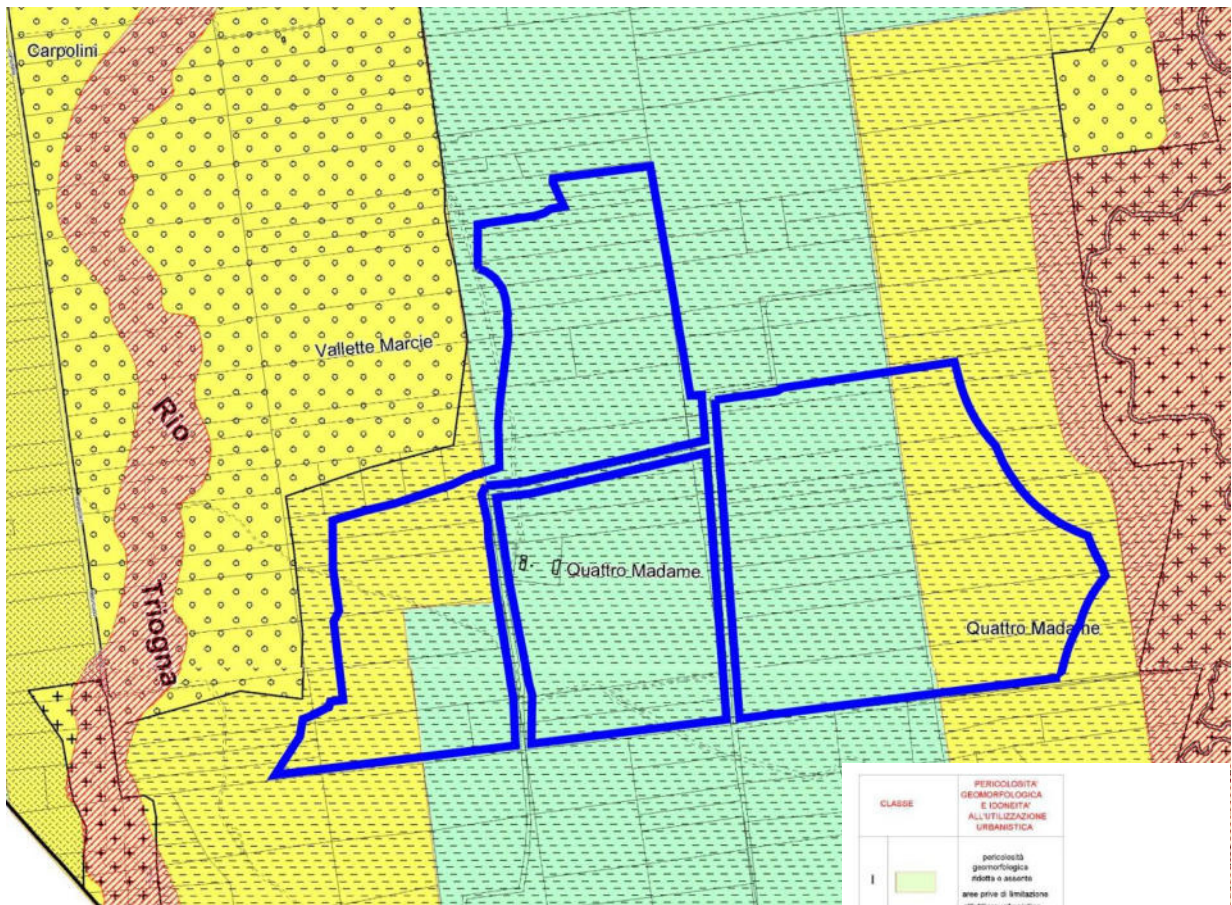 Carpolini
Vallette Marcie
Rio
Triogna
Quattro Madame
Quattro Madame
CLASSE
PERICOLOSITA'
GEOMORFOLOGICA
E IDONEITA'
ALL'UTILIZZAZIONE
URBANISTICA
I
pericolosità
geomorfologica
ridotta o assente
aree prive di limitazione